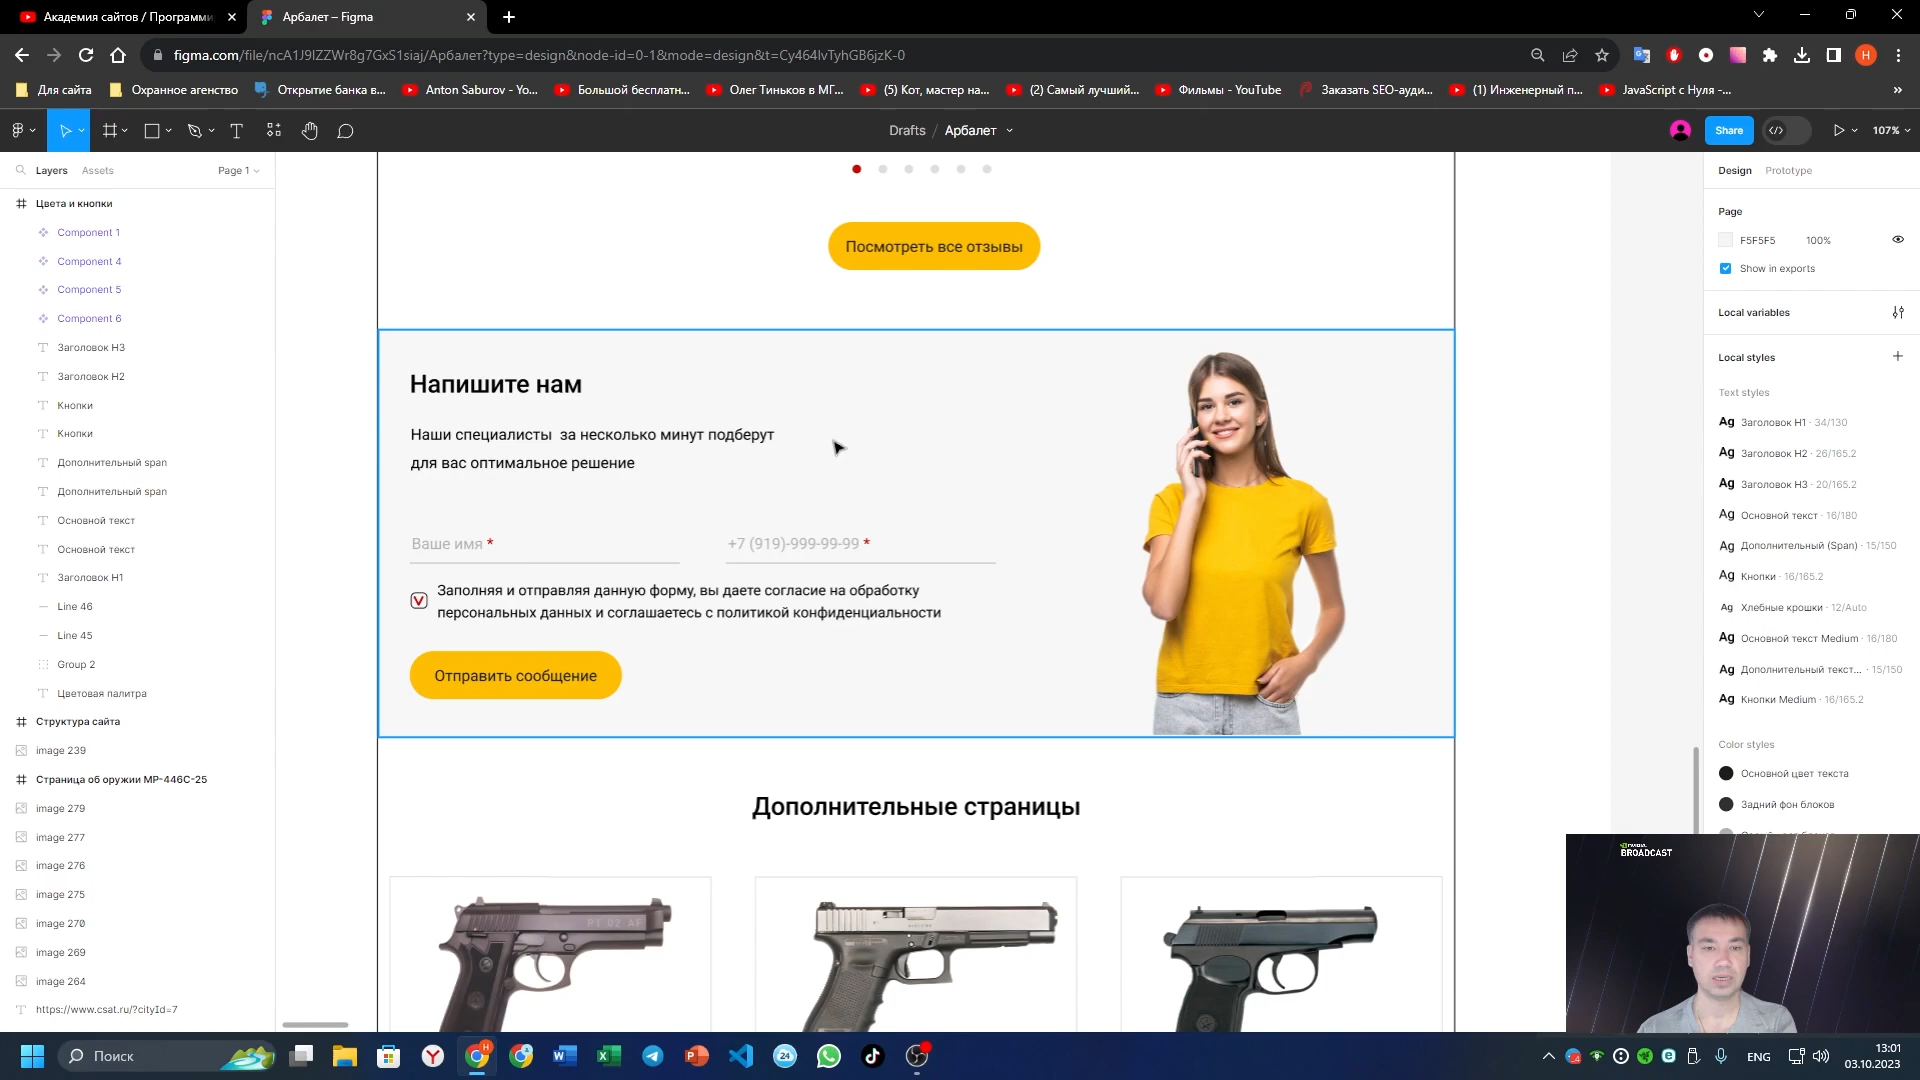 Академия сайтов / Программи
Арбалет – Figma
figma.com/file/ncA1J9IZZWr8g7GxS1siaj/Арбалет?type=design&node-id=0-1&mode=design&t=Cy464lvTyhGB6jzK-0
Для сайта
Охранное агенство
Открытие банка в...
Anton Saburov - Yo...
Большой бесплатн...
Олег Тиньков в МГ...
(5) Кот, мастер на...
(2) Самый лучший...
Фильмы - YouTube
Заказать SEO-ауди...
(1) Инженерный п...
JavaScript с Нуля -...
Drafts / Арбалет
Share
107%
Layers
Assets
Page 1
Цвета и кнопки
Component 1
Component 4
Component 5
Component 6
Заголовок H3
Заголовок H2
Кнопки
Кнопки
Дополнительный span
Дополнительный span
Основной текст
Основной текст
Заголовок H1
Line 46
Line 45
Group 2
Цветовая палитра
Структура сайта
image 239
Страница об оружии МР-446С-25
image 279
image 277
image 276
image 275
image 270
image 269
image 264
https://www.csat.ru/?cityId=7
Посмотреть все отзывы
Напишите нам
Наши специалисты за несколько минут подберут
для вас оптимальное решение
Ваше имя *
+7 (919)-999-99-99 *
Заполняя и отправляя данную форму, вы даете согласие на обработку
персональных данных и соглашаетесь с политикой конфиденциальности
Отправить сообщение
Дополнительные страницы
PT 92 AF
Design
Prototype
Page
F5F5F5
100%
Show in exports
Local variables
Local styles
Text styles
Ag Заголовок H1 · 34/130
Ag Заголовок H2 · 26/165.2
Ag Заголовок H3 · 20/165.2
Ag Основной текст · 16/180
Ag Дополнительный (Span) · 15/150
Ag Кнопки · 16/165.2
Ag Хлебные крошки · 12/Auto
Ag Основной текст Medium · 16/180
Ag Дополнительный текст... · 15/150
Ag Кнопки Medium · 16/165.2
Color styles
Основной цвет текста
Задний фон блоков
NVIDIA
BROADCAST
Поиск
ENG
13:01
03.10.2023